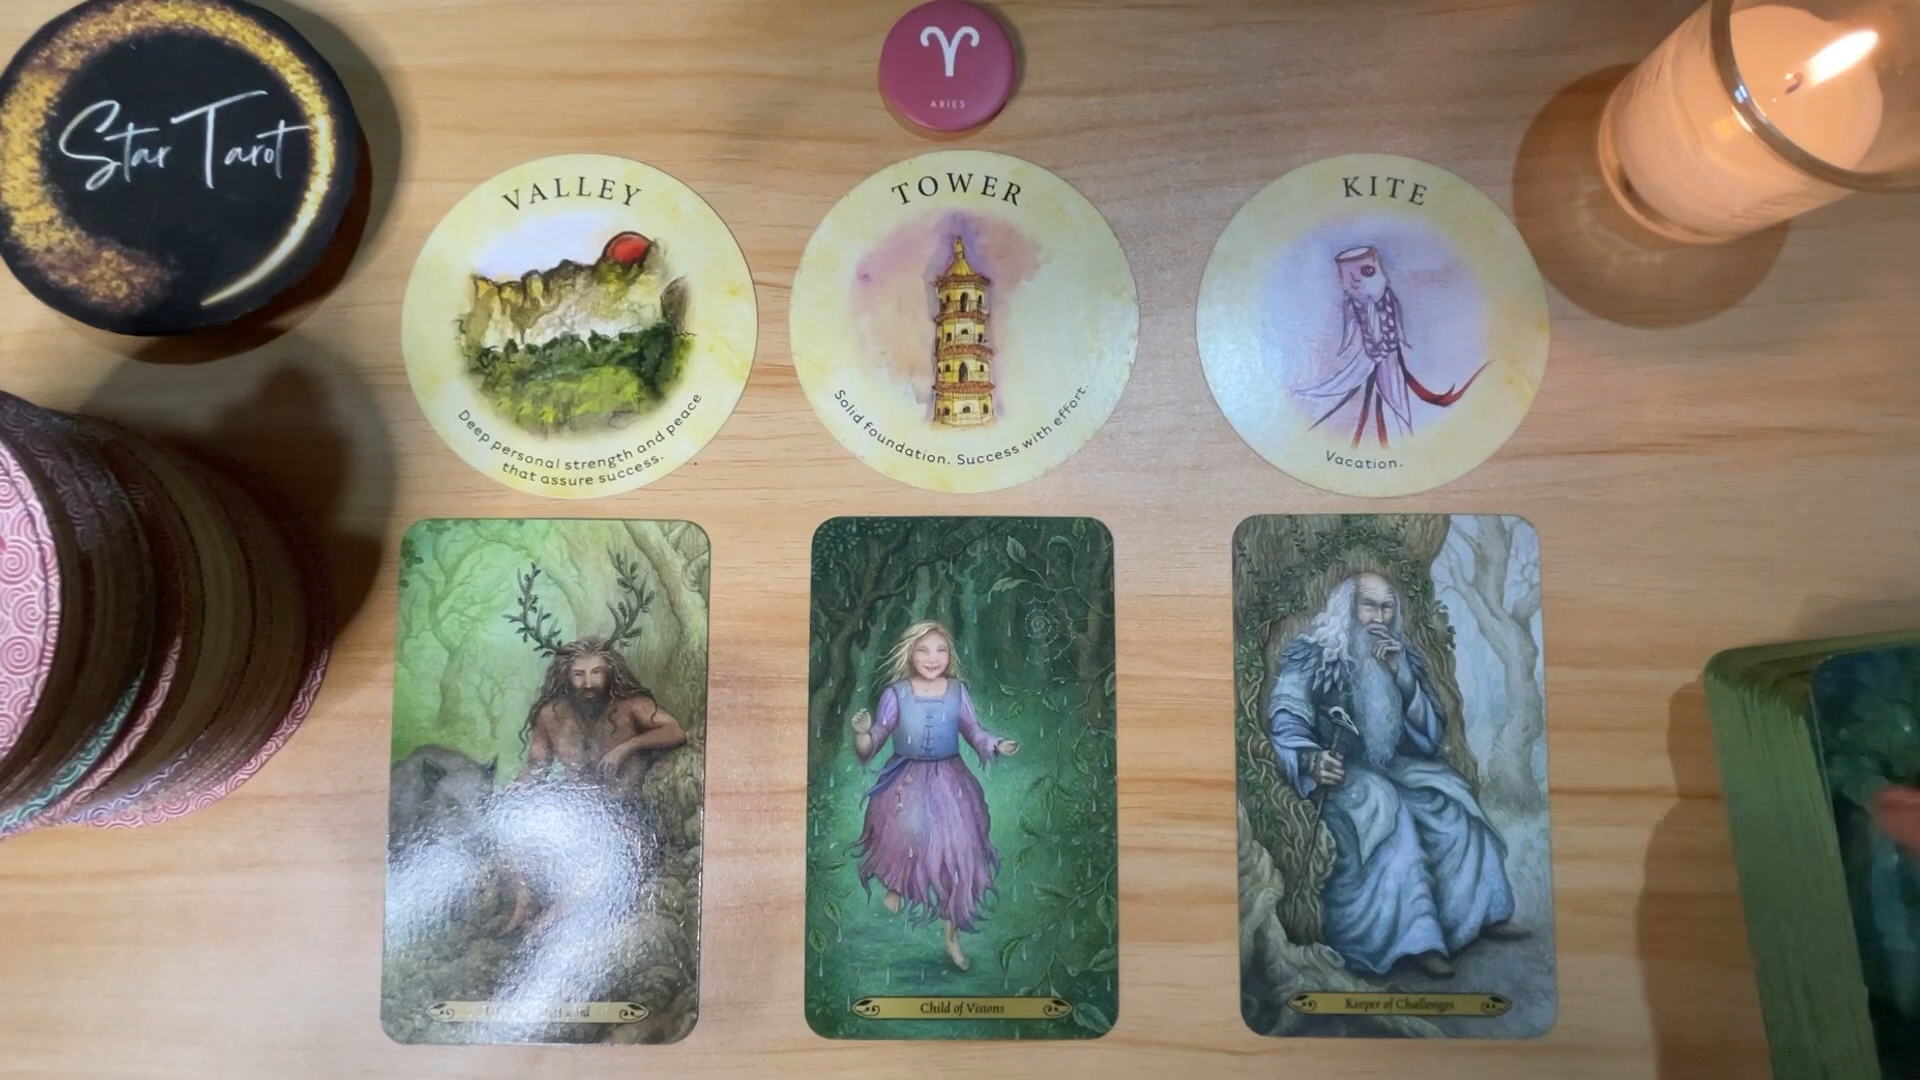 Star Tarot
ARIES
VALLEY
Deep personal strength and peace
that assure success.
TOWER
Solid foundation. Success with effort.
KITE
Vacation.
Child of Visions
Keeper of Challenges